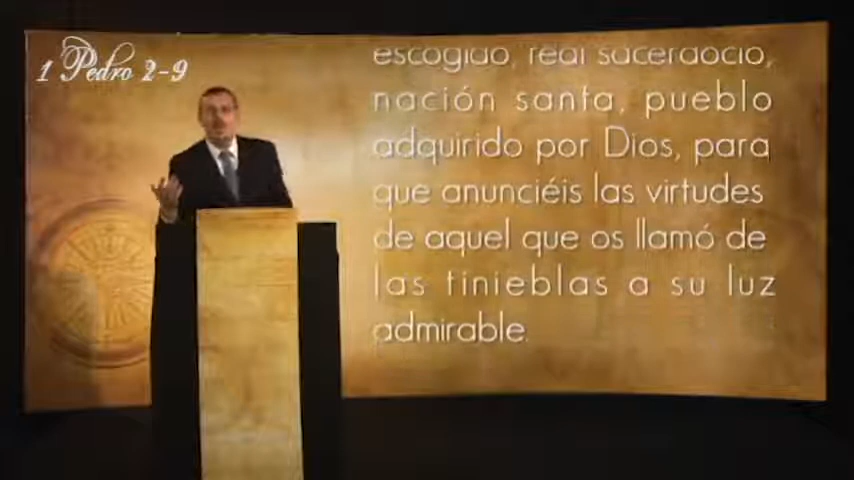 1 Pedro 2-9
escogido, real sacerdocio,
nación santa, pueblo
adquirido por Dios, para
que anunciéis las virtudes
de aquel que os llamó de
las tinieblas a su luz
admirable.